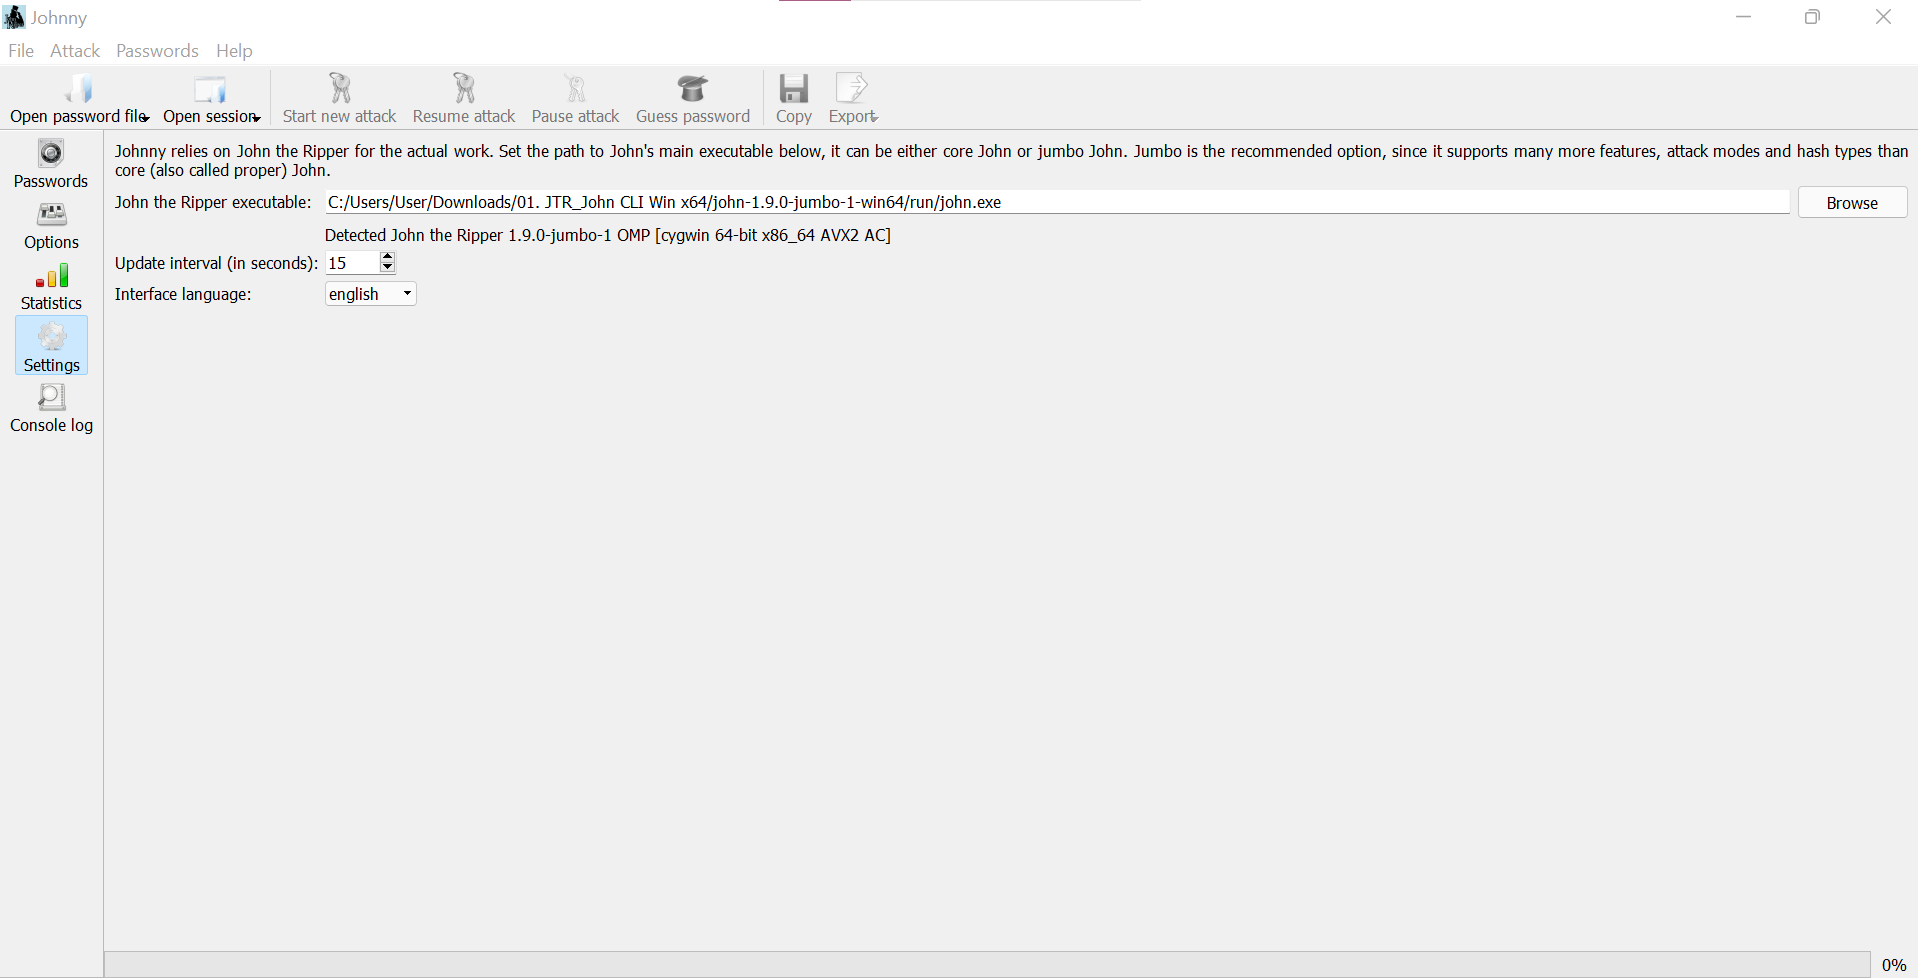 Johnny
File Attack Passwords Help
Open password file Open session Start new attack Resume attack Pause attack Guess password Copy Export
Passwords
Options
Statistics
Settings
Console log
Johnny relies on John the Ripper for the actual work. Set the path to John's main executable below, it can be either core John or jumbo John. Jumbo is the recommended option, since it supports many more features, attack modes and hash types than
core (also called proper) John.
John the Ripper executable: C:/Users/User/Downloads/01. JTR_John CLI Win x64/john-1.9.0-jumbo-1-win64/run/john.exe Browse
Detected John the Ripper 1.9.0-jumbo-1 OMP [cygwin 64-bit x86_64 AVX2 AC]
Update interval (in seconds): 15
Interface language: english
0%